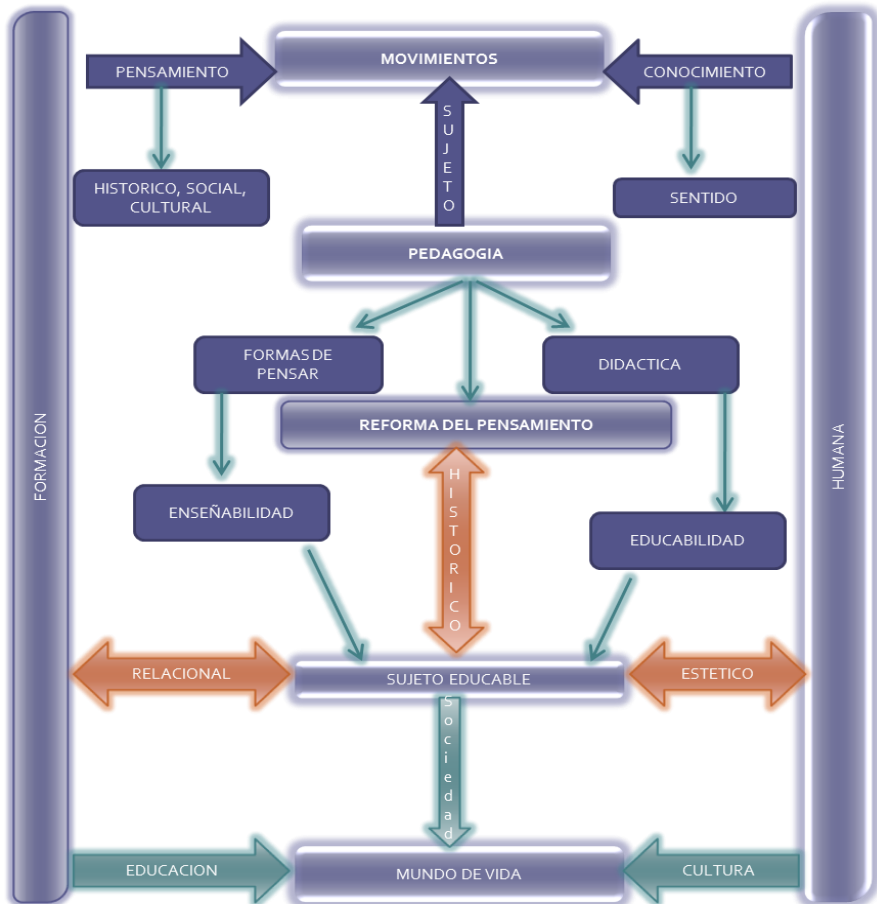 MOVIMIENTOS
PENSAMIENTO
CONOCIMIENTO
SUJETO
HISTORICO, SOCIAL,
CULTURAL
SENTIDO
PEDAGOGIA
FORMAS DE
PENSAR
DIDACTICA
REFORMA DEL PENSAMIENTO
FORMACION
HUMANA
HISTORICO
ENSEÑABILIDAD
EDUCABILIDAD
RELACIONAL
SUJETO EDUCABLE
ESTETICO
Sociedad
EDUCACION
MUNDO DE VIDA
CULTURA